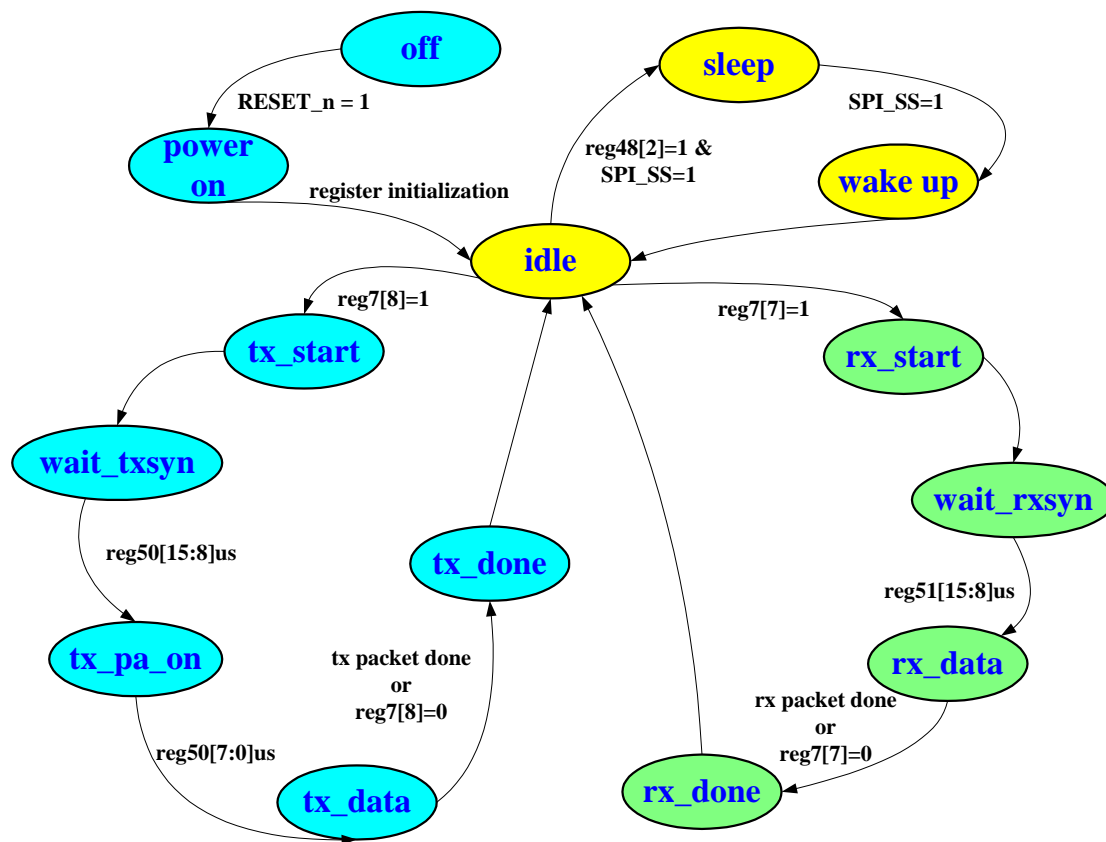 off
sleep
RESET_n = 1
SPI_SS=1
power
on
reg48[2]=1 &
SPI_SS=1
wake up
register initialization
idle
reg7[8]=1
reg7[7]=1
tx_start
rx_start
wait_txsyn
wait_rxsyn
reg50[15:8]us
tx_done
reg51[15:8]us
tx_pa_on
tx packet done
or
reg7[8]=0
rx_data
rx packet done
or
reg7[7]=0
reg50[7:0]us
tx_data
rx_done